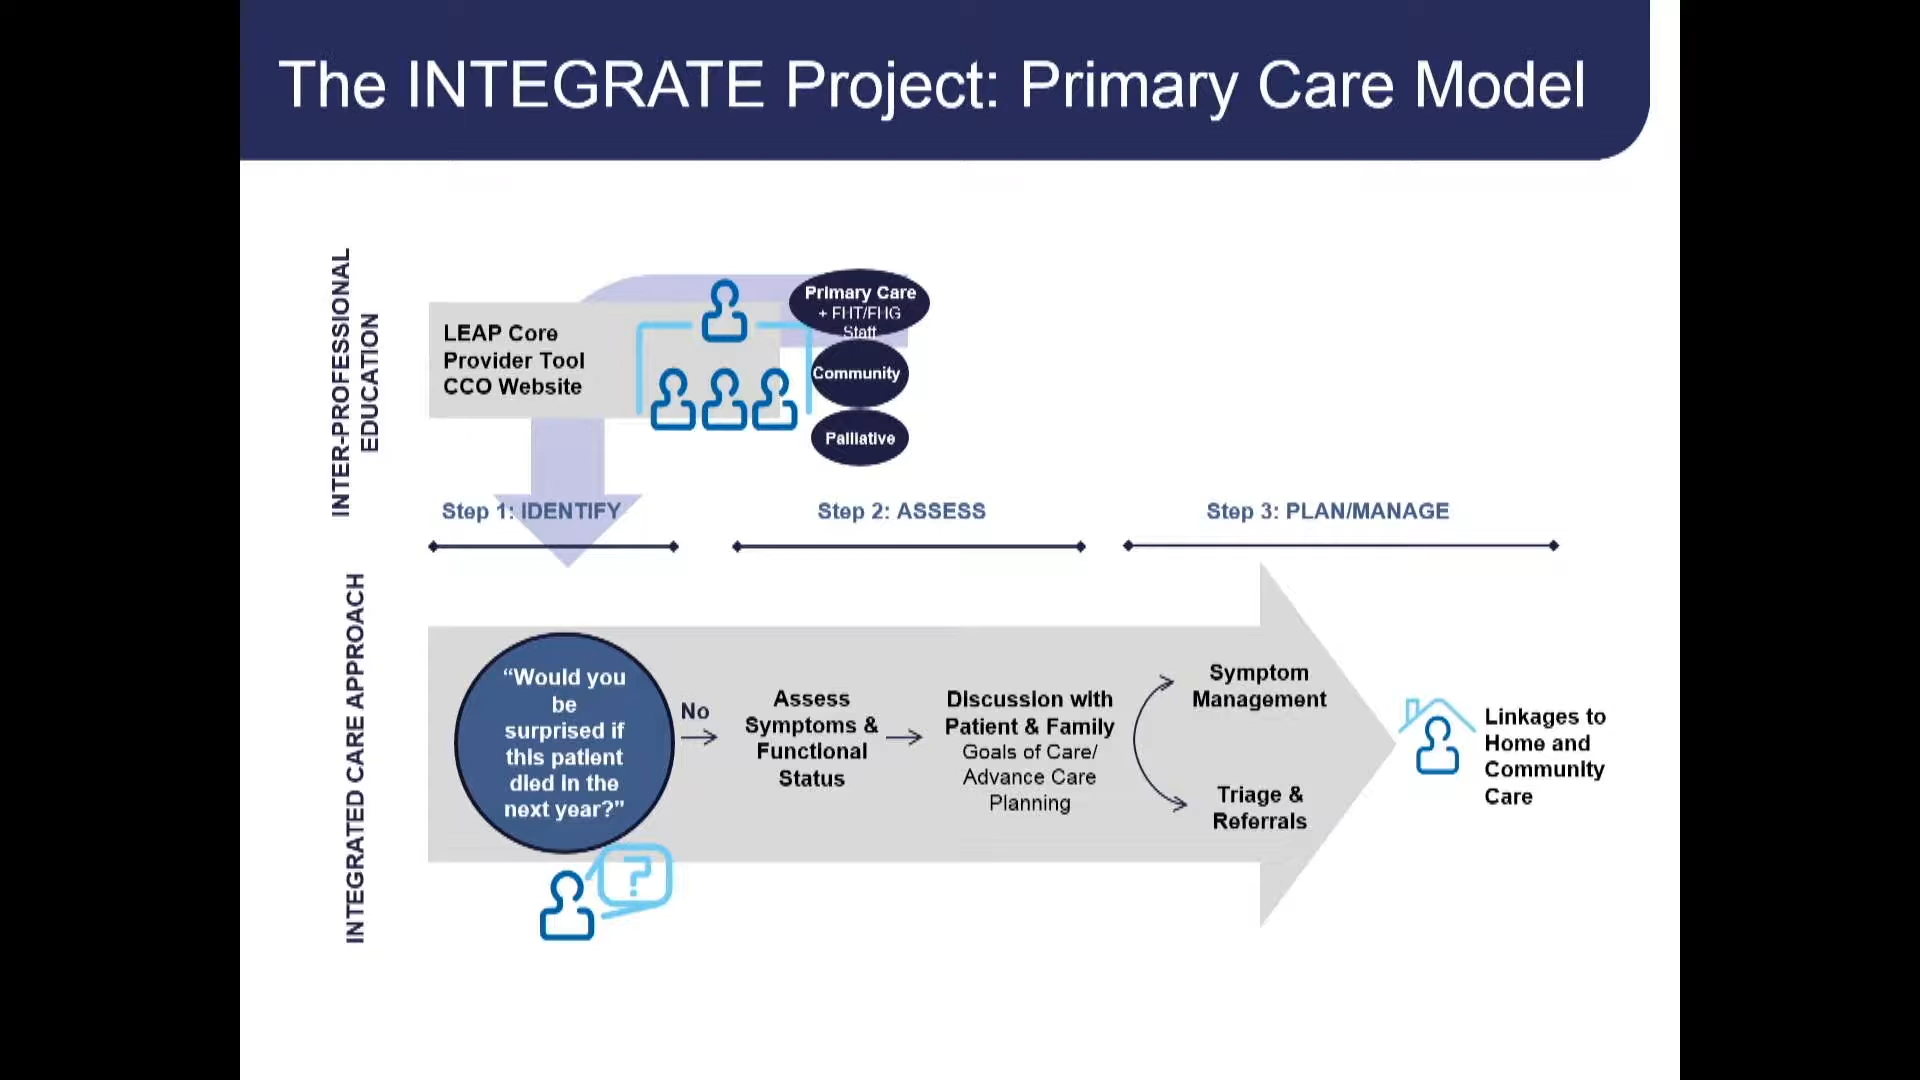 The INTEGRATE Project: Primary Care Model
INTER-PROFESSIONAL
EDUCATION
LEAP Core
Provider Tool
CCO Website
Primary Care
+ FHT/FHG
Staff
Community
Palliative
Step 1: IDENTIFY
Step 2: ASSESS
Step 3: PLAN/MANAGE
INTEGRATED CARE APPROACH
“Would you
be
surprised if
this patient
died in the
next year?”
?
No
Assess
Symptoms &
Functional
Status
Discussion with
Patient & Family
Goals of Care/
Advance Care
Planning
Symptom
Management
Triage &
Referrals
Linkages to
Home and
Community
Care